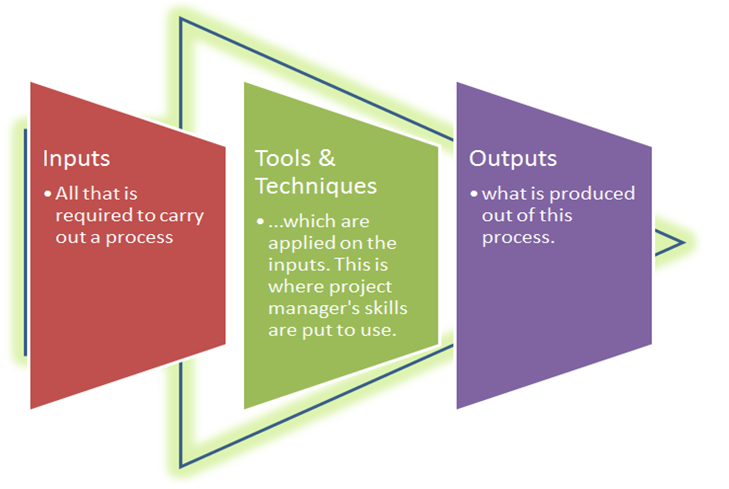 Inputs
• All that is
required to carry
out a process
Tools &
Techniques
• ...which are
applied on the
inputs. This is
where project
manager's skills
are put to use.
Outputs
• what is produced
out of this
process.